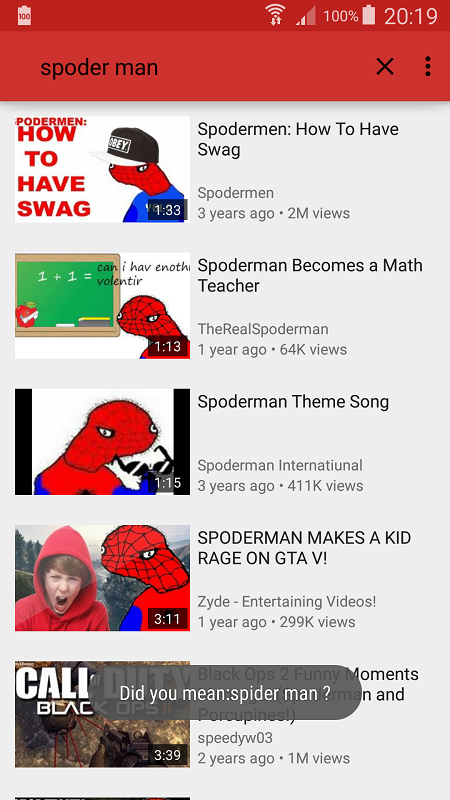 100
100%
20:19
spoder man
PODERMEN:
HOW
TO
HAVE
SWAG
OBEY
1:33
Spodermen: How To Have
Swag
Spodermen
3 years ago • 2M views
1 + 1 =
can i hav enoth
volentir
1:13
Spoderman Becomes a Math
Teacher
TheRealSpoderman
1 year ago • 64K views
1:15
Spoderman Theme Song
Spoderman Internatiunal
3 years ago • 411K views
3:11
SPODERMAN MAKES A KID
RAGE ON GTA V!
Zyde - Entertaining Videos!
1 year ago • 299K views
CALL DUTY
BLACK OPS
3:39
Black Ops 2 Funny Moments
rman and
Porcupines!)
speedyw03
2 years ago • 1M views
Did you mean:spider man ?